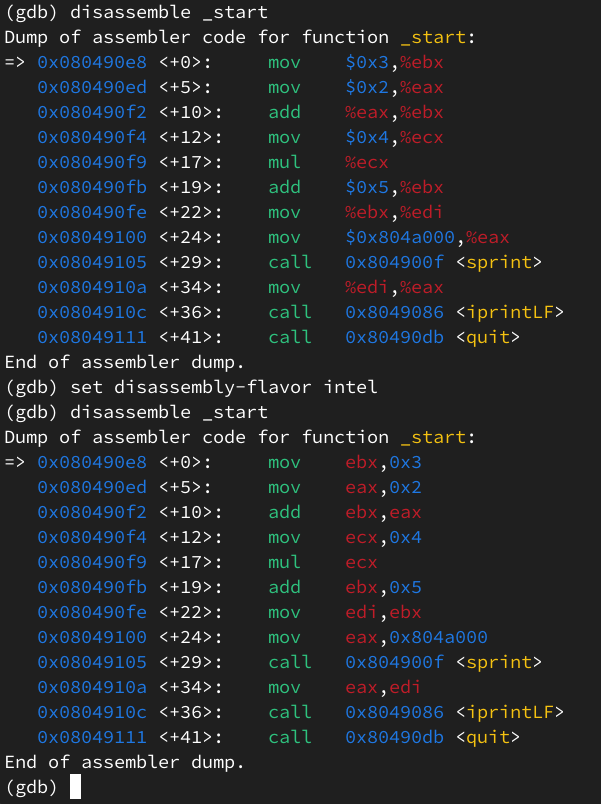 (gdb) disassemble _start
Dump of assembler code for function _start:
=> 0x080490e8 <+0>:     mov    $0x3,%ebx
   0x080490ed <+5>:     mov    $0x2,%eax
   0x080490f2 <+10>:    add    %eax,%ebx
   0x080490f4 <+12>:    mov    $0x4,%ecx
   0x080490f9 <+17>:    mul    %ecx
   0x080490fb <+19>:    add    $0x5,%ebx
   0x080490fe <+22>:    mov    %ebx,%edi
   0x08049100 <+24>:    mov    $0x804a000,%eax
   0x08049105 <+29>:    call   0x804900f <sprint>
   0x0804910a <+34>:    mov    %edi,%eax
   0x0804910c <+36>:    call   0x8049086 <iprintLF>
   0x08049111 <+41>:    call   0x80490db <quit>
End of assembler dump.
(gdb) set disassembly-flavor intel
(gdb) disassemble _start
Dump of assembler code for function _start:
=> 0x080490e8 <+0>:     mov    ebx,0x3
   0x080490ed <+5>:     mov    eax,0x2
   0x080490f2 <+10>:    add    ebx,eax
   0x080490f4 <+12>:    mov    ecx,0x4
   0x080490f9 <+17>:    mul    ecx
   0x080490fb <+19>:    add    ebx,0x5
   0x080490fe <+22>:    mov    edi,ebx
   0x08049100 <+24>:    mov    eax,0x804a000
   0x08049105 <+29>:    call   0x804900f <sprint>
   0x0804910a <+34>:    mov    eax,edi
   0x0804910c <+36>:    call   0x8049086 <iprintLF>
   0x08049111 <+41>:    call   0x80490db <quit>
End of assembler dump.
(gdb)